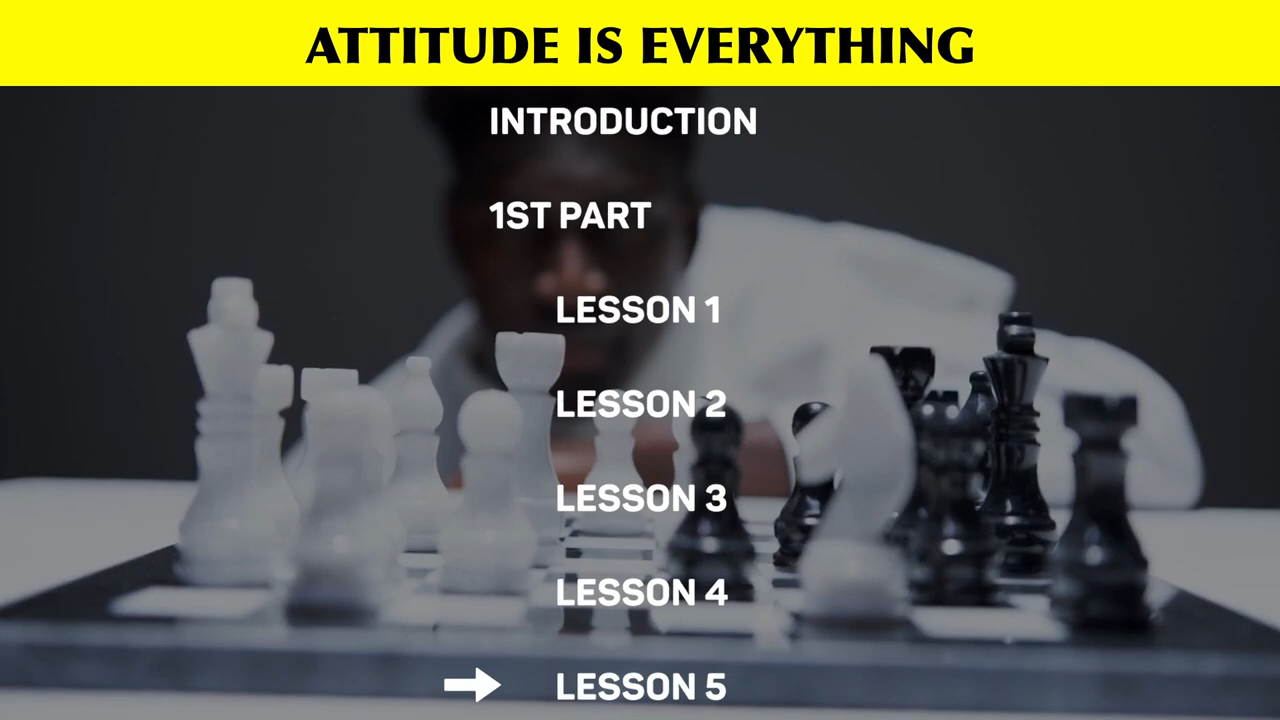 ATTITUDE IS EVERYTHING
INTRODUCTION
1ST PART
LESSON 1
LESSON 2
LESSON 3
LESSON 4
LESSON 5